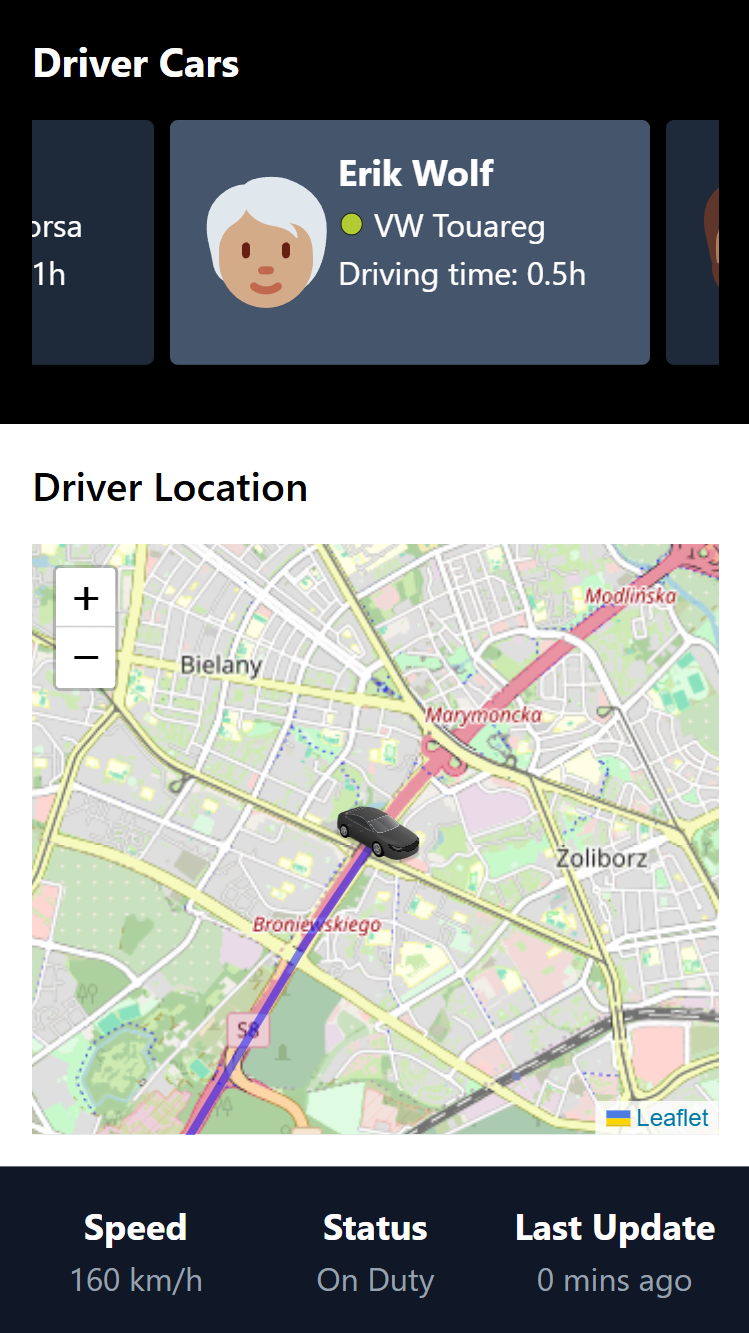 Driver Cars
orsa
1h
Erik Wolf
VW Touareg
Driving time: 0.5h
Driver Location
+
−
Modlińska
Bielany
Marymoncka
Żoliborz
Broniewskiego
S8
Leaflet
Speed
Status
Last Update
160 km/h
On Duty
0 mins ago